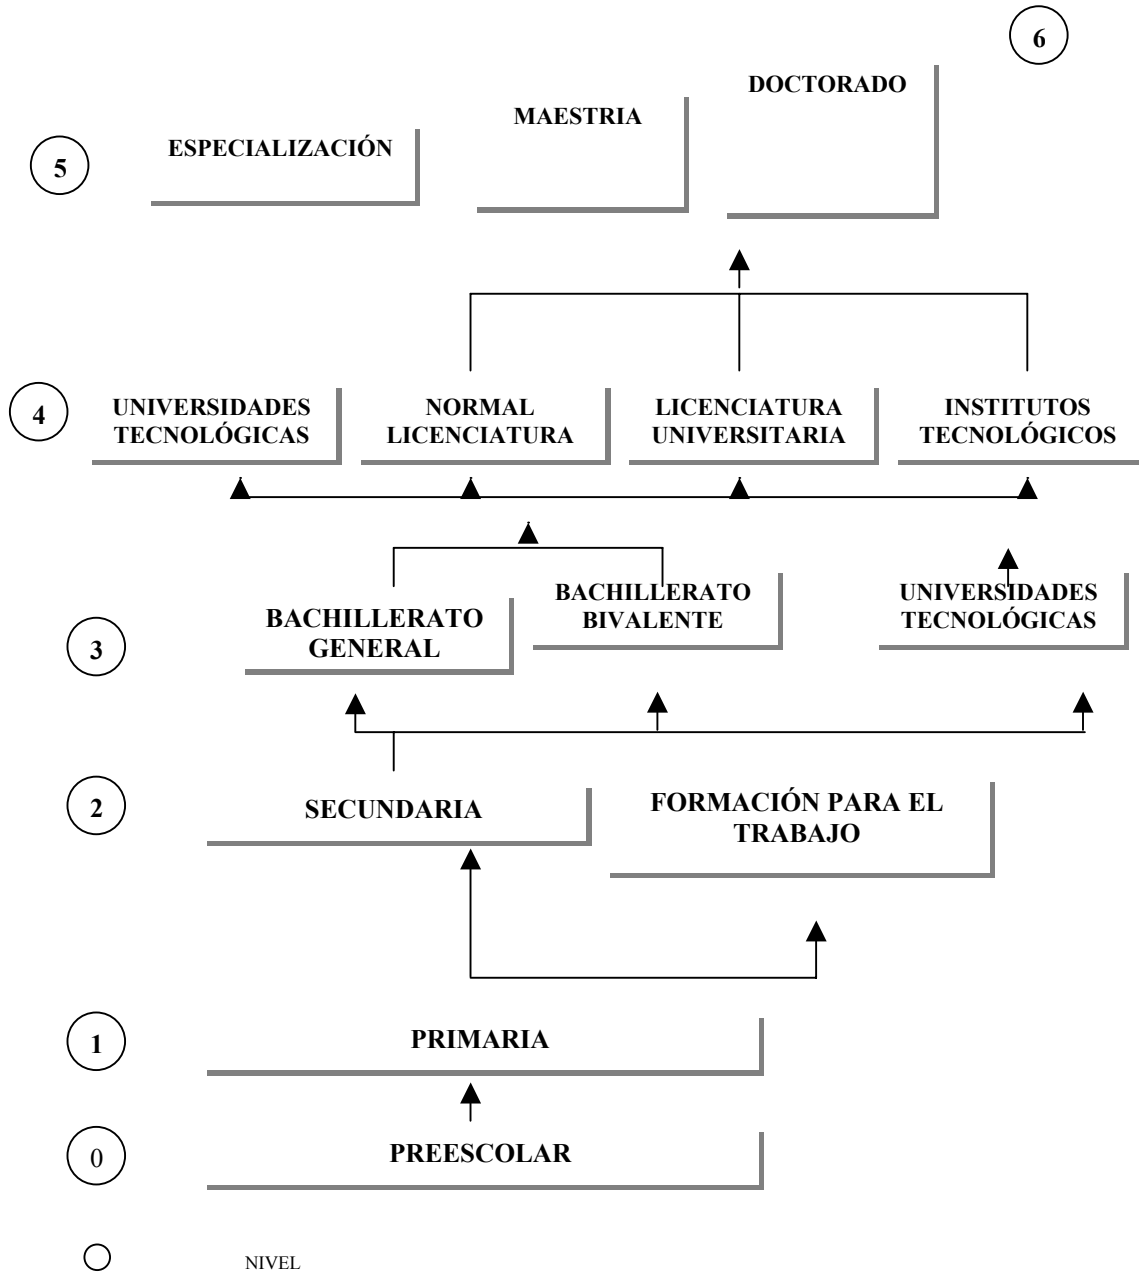 6
DOCTORADO
MAESTRIA
5
ESPECIALIZACIÓN
4
UNIVERSIDADES
TECNOLÓGICAS
NORMAL
LICENCIATURA
LICENCIATURA
UNIVERSITARIA
INSTITUTOS
TECNOLÓGICOS
3
BACHILLERATO
GENERAL
BACHILLERATO
BIVALENTE
UNIVERSIDADES
TECNOLÓGICAS
2
SECUNDARIA
FORMACIÓN PARA EL
TRABAJO
1
PRIMARIA
0
PREESCOLAR
NIVEL